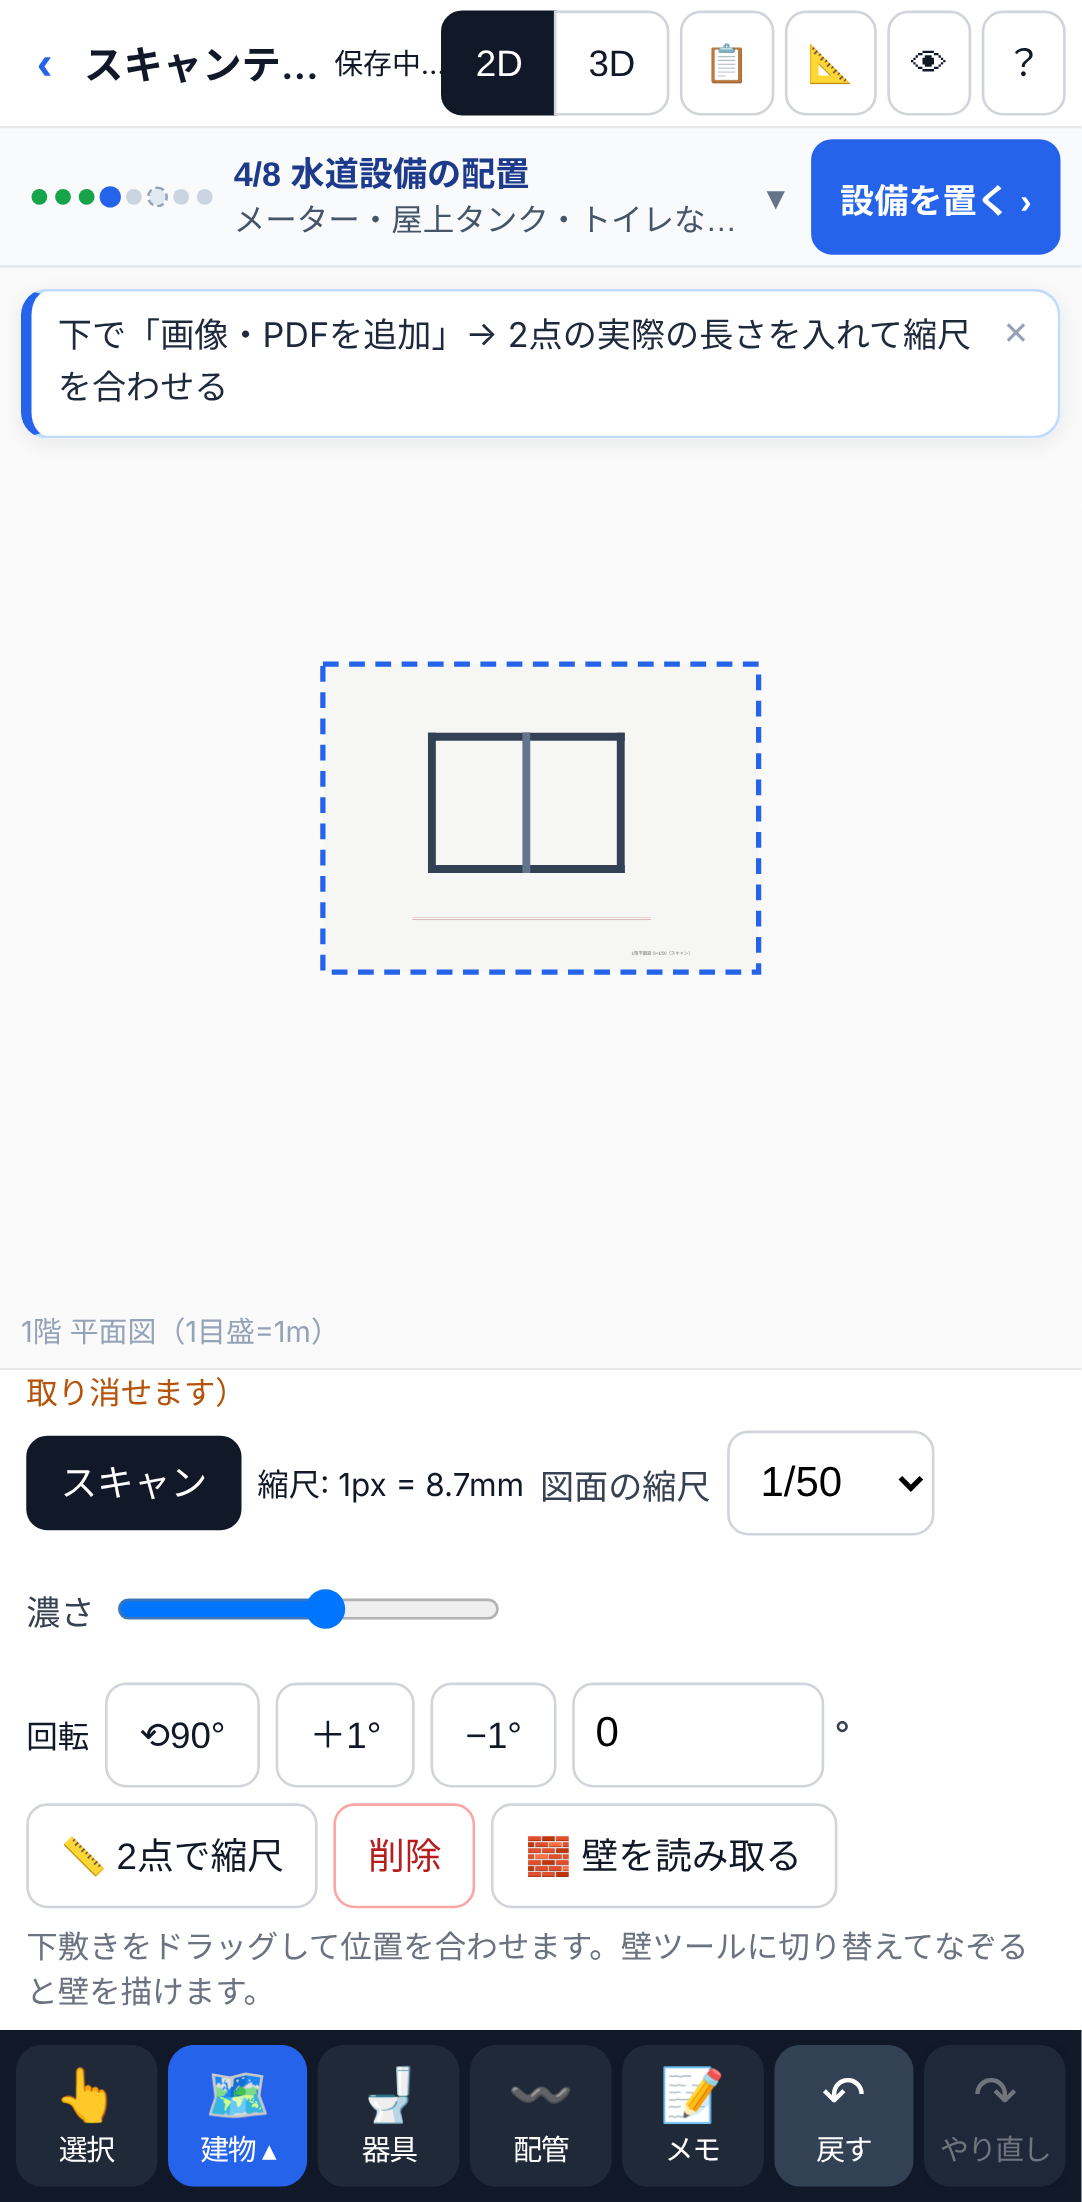 ‹ スキャンテ… 保存中… 2D 3D ?
4/8 水道設備の配置
メーター・屋上タンク・トイレな… ▼
設備を置く ›
下で「画像・PDFを追加」→ 2点の実際の長さを入れて縮尺 ✕
を合わせる
1階 平面図（1目盛=1m）
取り消せます）
スキャン 縮尺: 1px = 8.7mm 図面の縮尺 1/50
濃さ
回転 ⟲90° ＋1° −1° 0 °
2点で縮尺 削除 壁を読み取る
下敷きをドラッグして位置を合わせます。壁ツールに切り替えてなぞる
と壁を描けます。
選択 建物▴ 器具 配管 メモ 戻す やり直し